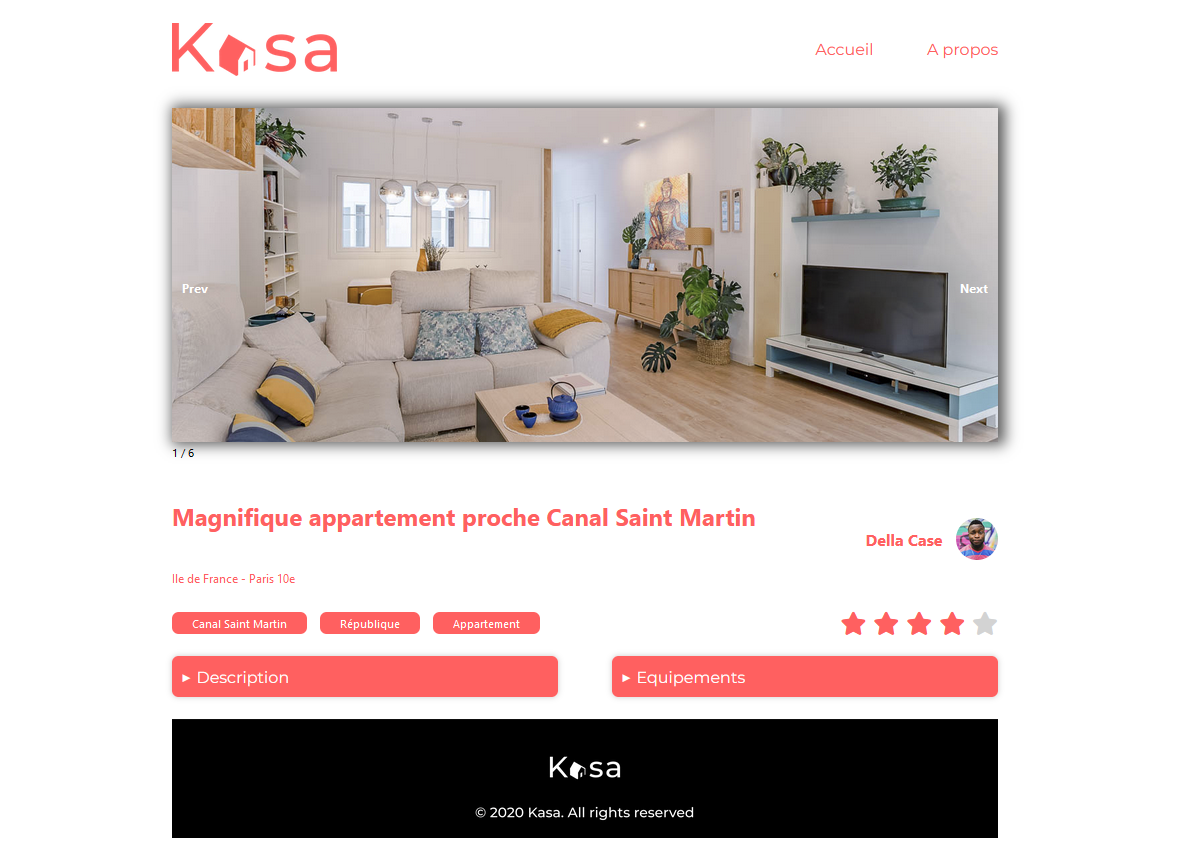 Kasa
Accueil
A propos
Prev
Next
1 / 6
Magnifique appartement proche Canal Saint Martin
Della Case
Ile de France - Paris 10e
Canal Saint Martin
République
Appartement
▸ Description
▸ Equipements
Kasa
© 2020 Kasa. All rights reserved